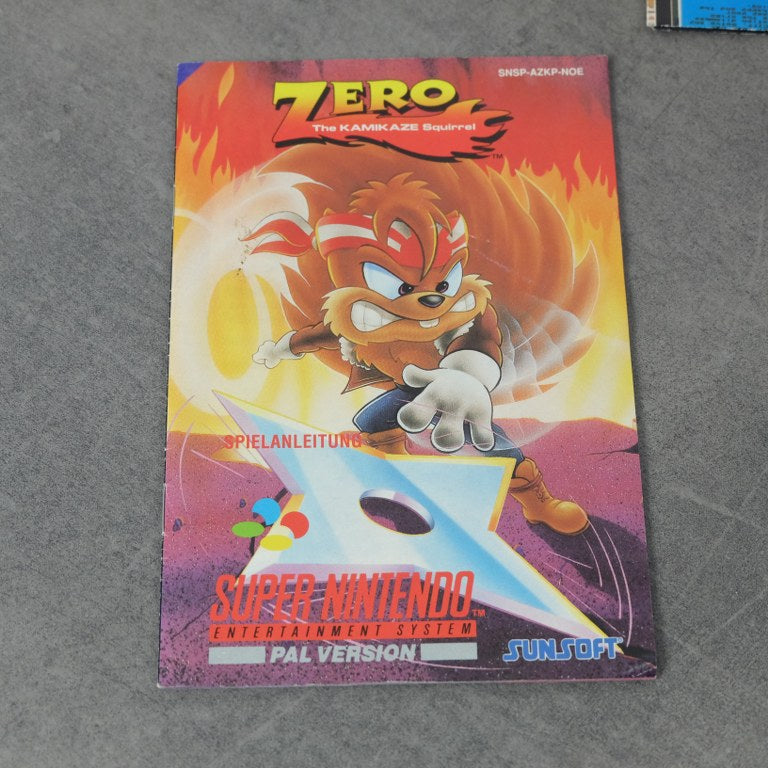 SNSP-AZKP-NOE
ZERO
The KAMIKAZE Squirrel
TM
SPIELANLEITUNG
SUPER NINTENDO TM
ENTERTAINMENT SYSTEM
PAL VERSION
SUNSOFT